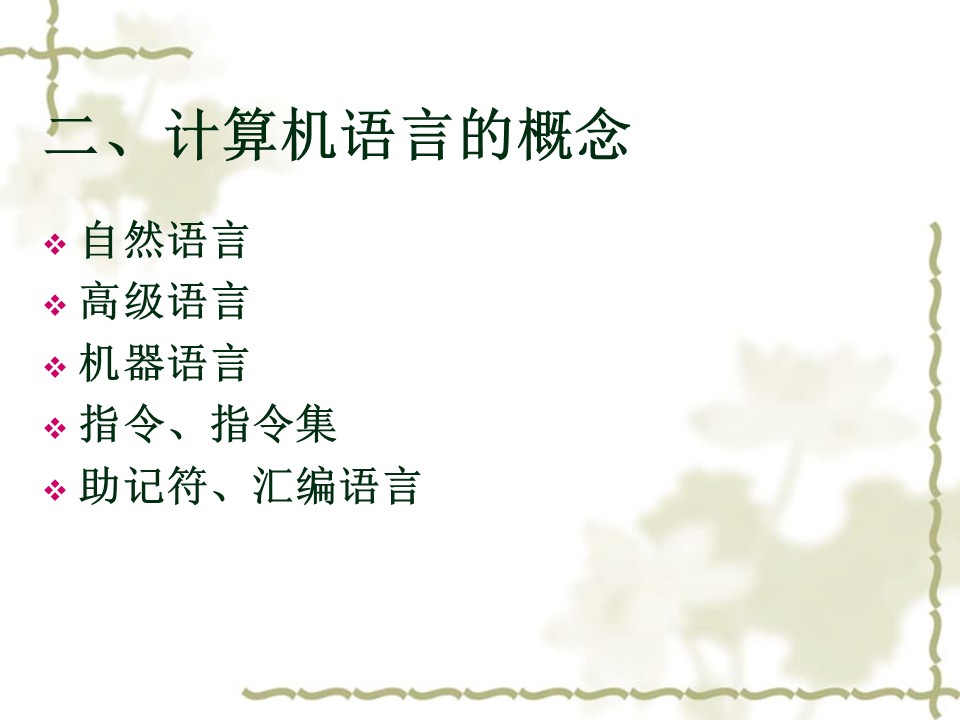 二、计算机语言的概念
自然语言
高级语言
机器语言
指令、指令集
助记符、汇编语言